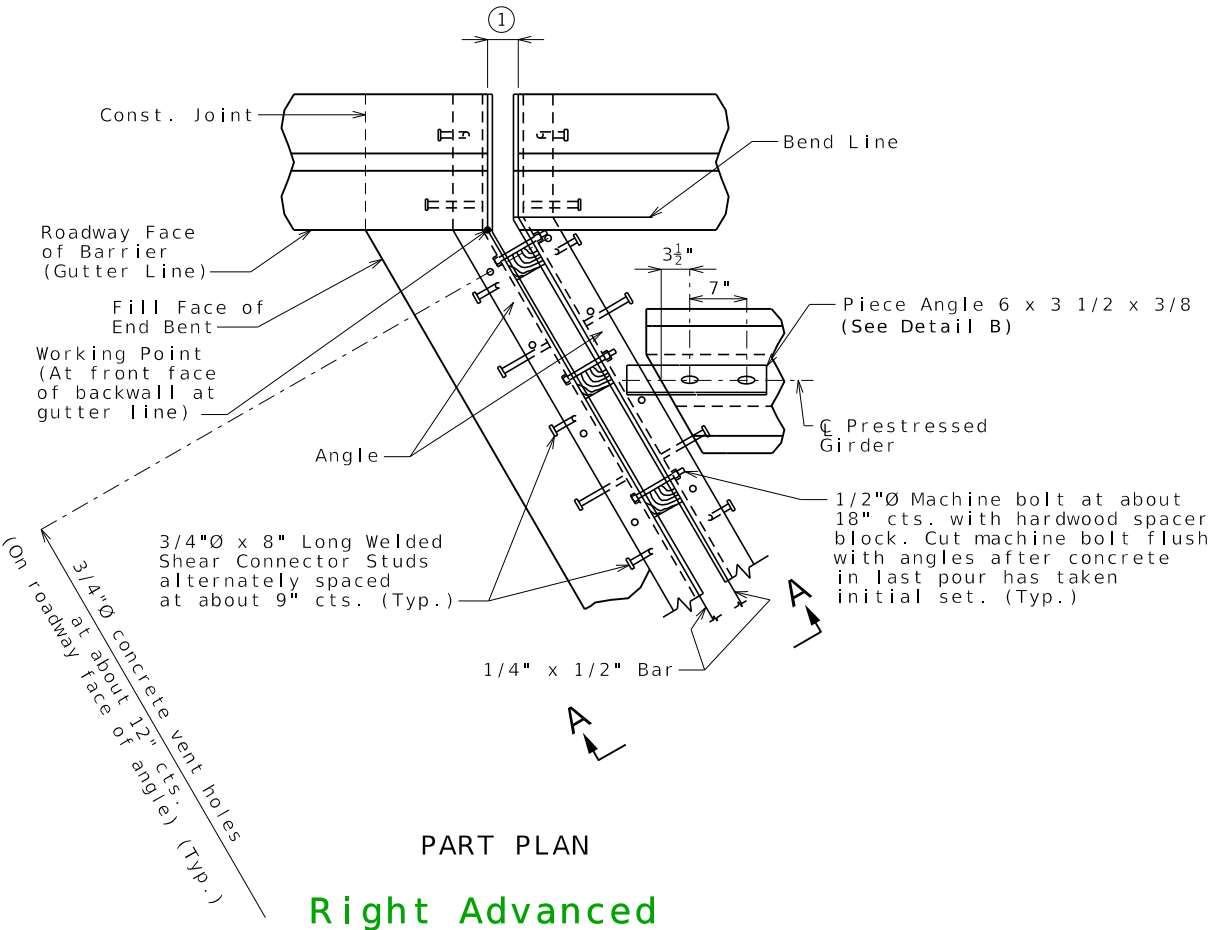 1
Const. Joint
Bend Line
Roadway Face
of Barrier
(Gutter Line)
3 1/2"
7"
Fill Face of
End Bent
Piece Angle 6 x 3 1/2 x 3/8
(See Detail B)
Working Point
(At front face
of backwall at
gutter line)
℄ Prestressed
Girder
Angle
1/2"Ø Machine bolt at about
18" cts. with hardwood spacer
block. Cut machine bolt flush
with angles after concrete
in last pour has taken
initial set. (Typ.)
3/4"Ø x 8" Long Welded
Shear Connector Studs
alternately spaced
at about 9" cts. (Typ.)
3/4"Ø concrete vent holes
at about 12" cts.
(On roadway face of angle) (Typ.)
A
1/4" x 1/2" Bar
A
PART PLAN
Right Advanced